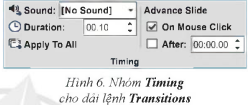 Sound: [No Sound] Advance Slide
Duration: 00.10 On Mouse Click
Apply To All After: 00:00.00
Timing
Hình 6. Nhóm Timing
cho dải lệnh Transitions